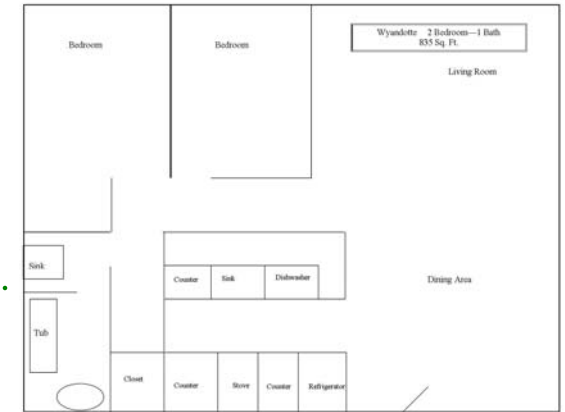 Bedroom
Bedroom
Wyandotte 2 Bedroom—1 Bath
835 Sq. Ft.
Living Room
Sink
Counter
Sink
Dishwasher
Dining Area
Tub
Closet
Counter
Stove
Counter
Refrigerator